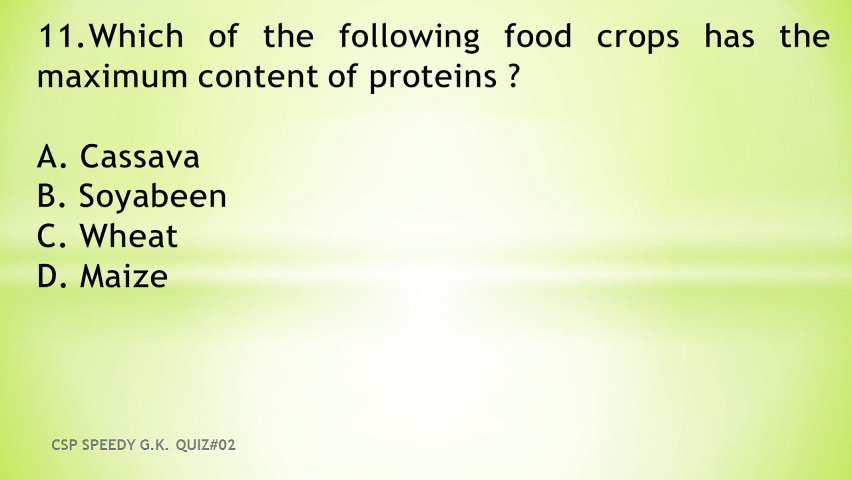 11.Which of the following food crops has the
maximum content of proteins ?
A. Cassava
B. Soyabeen
C. Wheat
D. Maize
CSP SPEEDY G.K. QUIZ#02